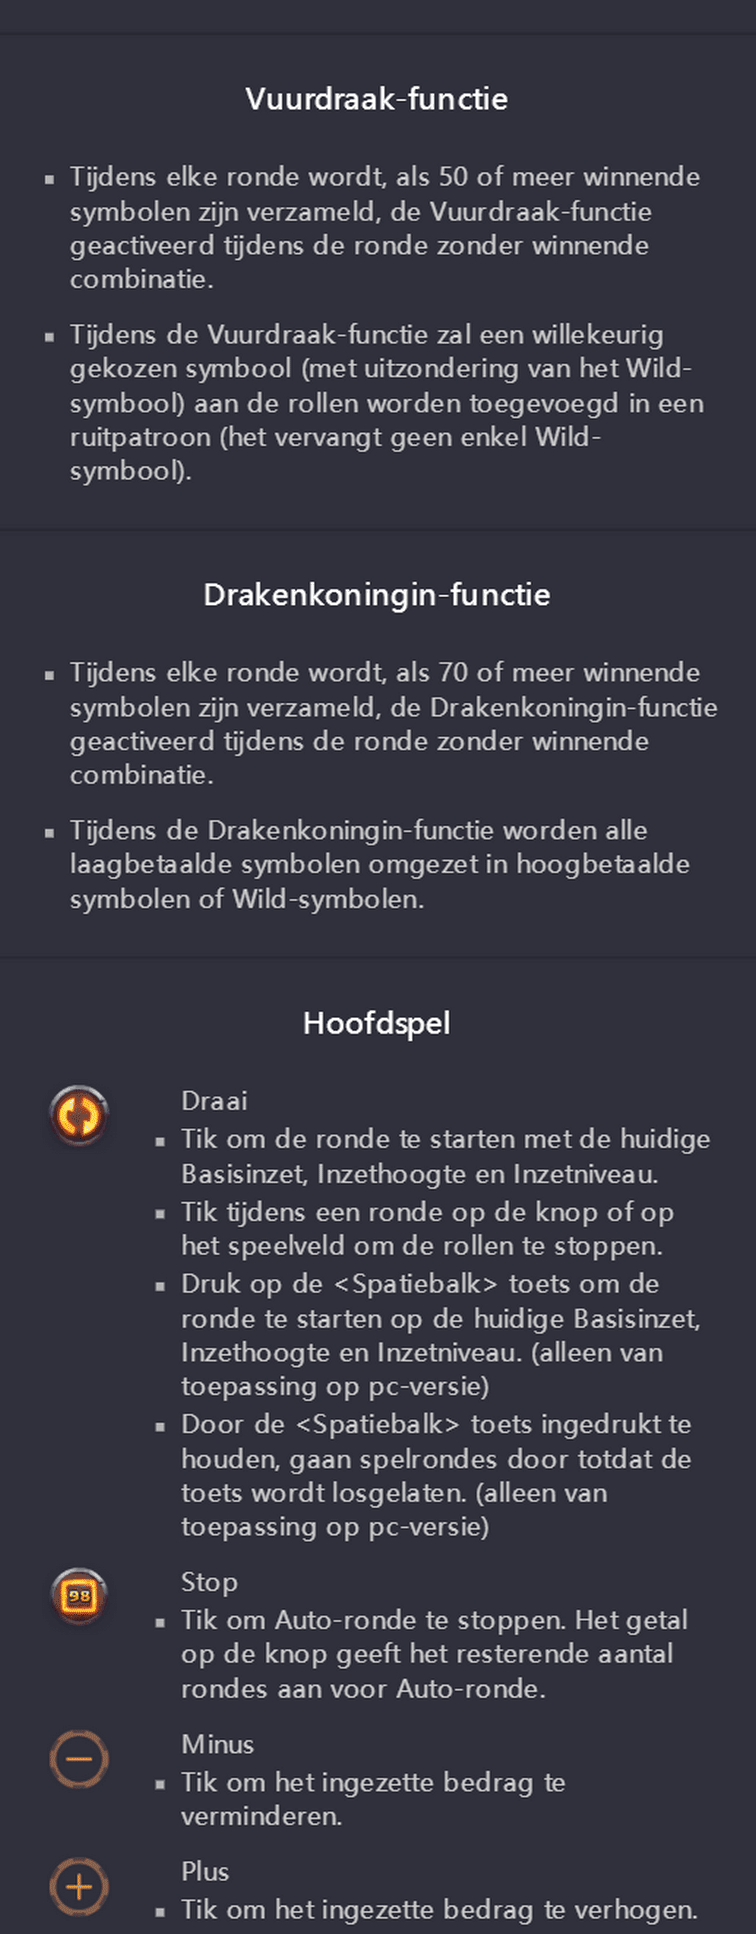 Vuurdraak-functie
Tijdens elke ronde wordt, als 50 of meer winnende
symbolen zijn verzameld, de Vuurdraak-functie
geactiveerd tijdens de ronde zonder winnende
combinatie.
Tijdens de Vuurdraak-functie zal een willekeurig
gekozen symbool (met uitzondering van het Wild-
symbool) aan de rollen worden toegevoegd in een
ruitpatroon (het vervangt geen enkel Wild-
symbool).
Drakenkoningin-functie
Tijdens elke ronde wordt, als 70 of meer winnende
symbolen zijn verzameld, de Drakenkoningin-functie
geactiveerd tijdens de ronde zonder winnende
combinatie.
Tijdens de Drakenkoningin-functie worden alle
laagbetaalde symbolen omgezet in hoogbetaalde
symbolen of Wild-symbolen.
Hoofdspel
Draai
Tik om de ronde te starten met de huidige
Basisinzet, Inzethoogte en Inzetniveau.
Tik tijdens een ronde op de knop of op
het speelveld om de rollen te stoppen.
Druk op de <Spatiebalk> toets om de
ronde te starten op de huidige Basisinzet,
Inzethoogte en Inzetniveau. (alleen van
toepassing op pc-versie)
Door de <Spatiebalk> toets ingedrukt te
houden, gaan spelrondes door totdat de
toets wordt losgelaten. (alleen van
toepassing op pc-versie)
98
Stop
Tik om Auto-ronde te stoppen. Het getal
op de knop geeft het resterende aantal
rondes aan voor Auto-ronde.
Minus
Tik om het ingezette bedrag te
verminderen.
Plus
Tik om het ingezette bedrag te verhogen.